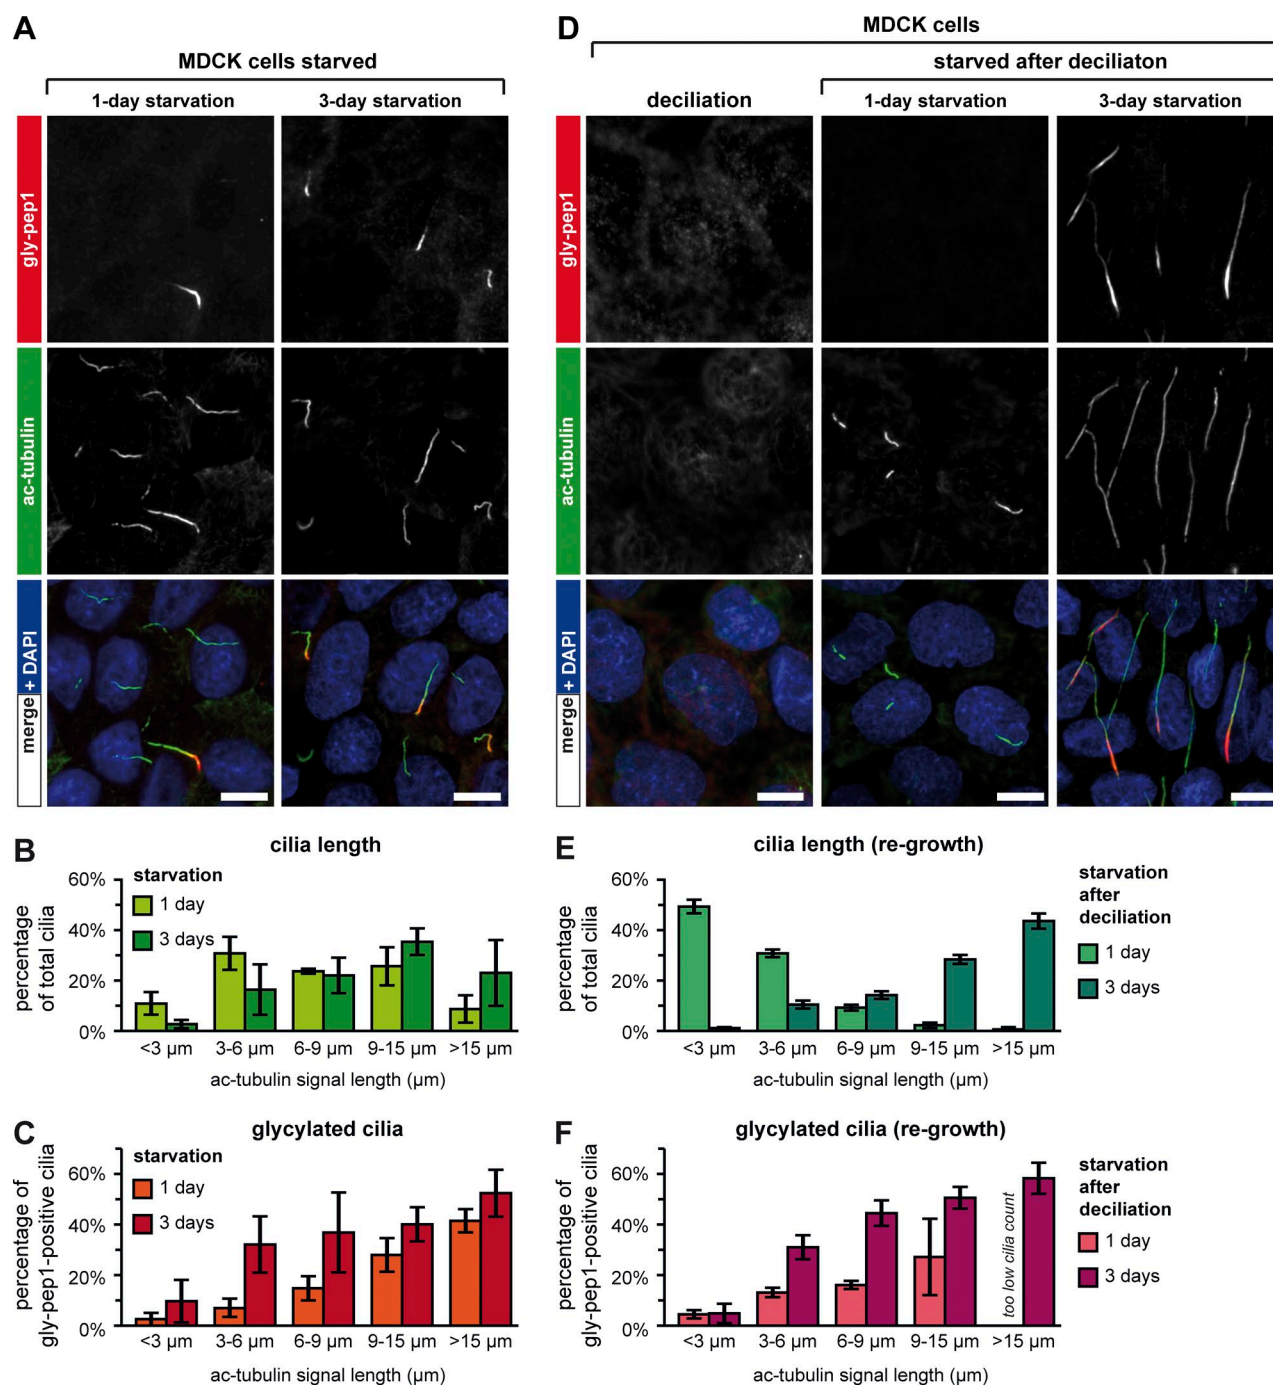 A
MDCK cells starved
1-day starvation
3-day starvation
gly-pep1
ac-tubulin
merge + DAPI
D
MDCK cells
starved after deciliaton
deciliation
1-day starvation
3-day starvation
gly-pep1
ac-tubulin
merge + DAPI
B
cilia length
percentage
of total cilia
60%
40%
20%
0%
starvation
1 day
3 days
<3 µm
3-6 µm
6-9 µm
9-15 µm
>15 µm
ac-tubulin signal length (µm)
E
cilia length (re-growth)
percentage
of total cilia
60%
40%
20%
0%
<3 µm
3-6 µm
6-9 µm
9-15 µm
>15 µm
ac-tubulin signal length (µm)
starvation
after
deciliation
1 day
3 days
C
glycylated cilia
percentage of
gly-pep1-positive cilia
60%
40%
20%
0%
starvation
1 day
3 days
<3 µm
3-6 µm
6-9 µm
9-15 µm
>15 µm
ac-tubulin signal length (µm)
F
glycylated cilia (re-growth)
percentage of
gly-pep1-positive cilia
60%
40%
20%
0%
too low cilia count
<3 µm
3-6 µm
6-9 µm
9-15 µm
>15 µm
ac-tubulin signal length (µm)
starvation
after
deciliation
1 day
3 days